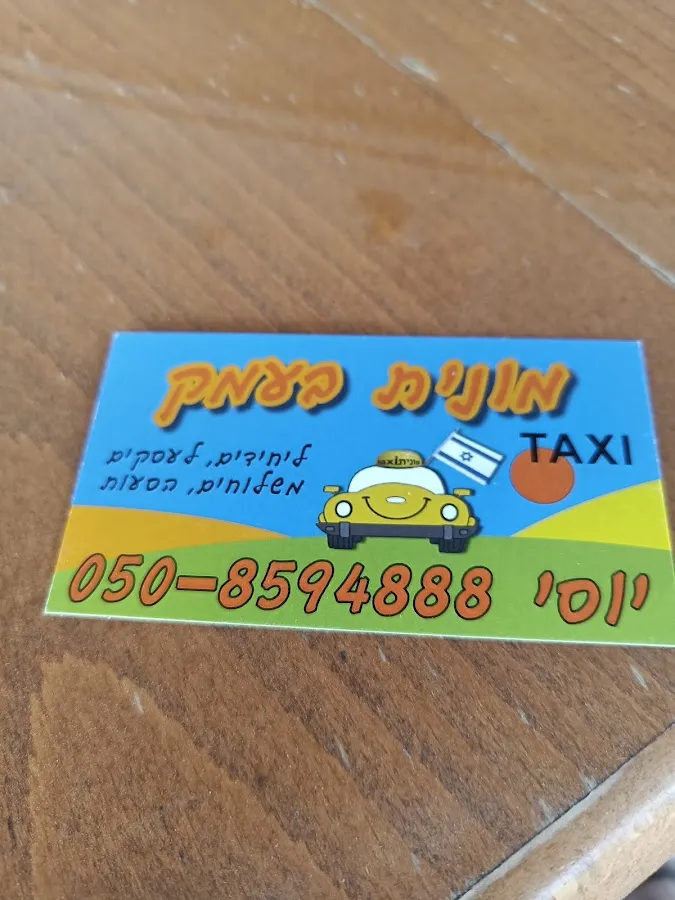 מונית בעמק
TAXI
ליחידים, לעסקים
משלוחים, הסעות
יוסי 050-8594888